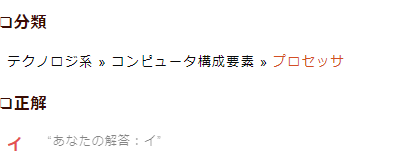 ❏分類
テクノロジ系 » コンピュータ構成要素 » プロセッサ
❏正解
イ “あなたの解答：イ”